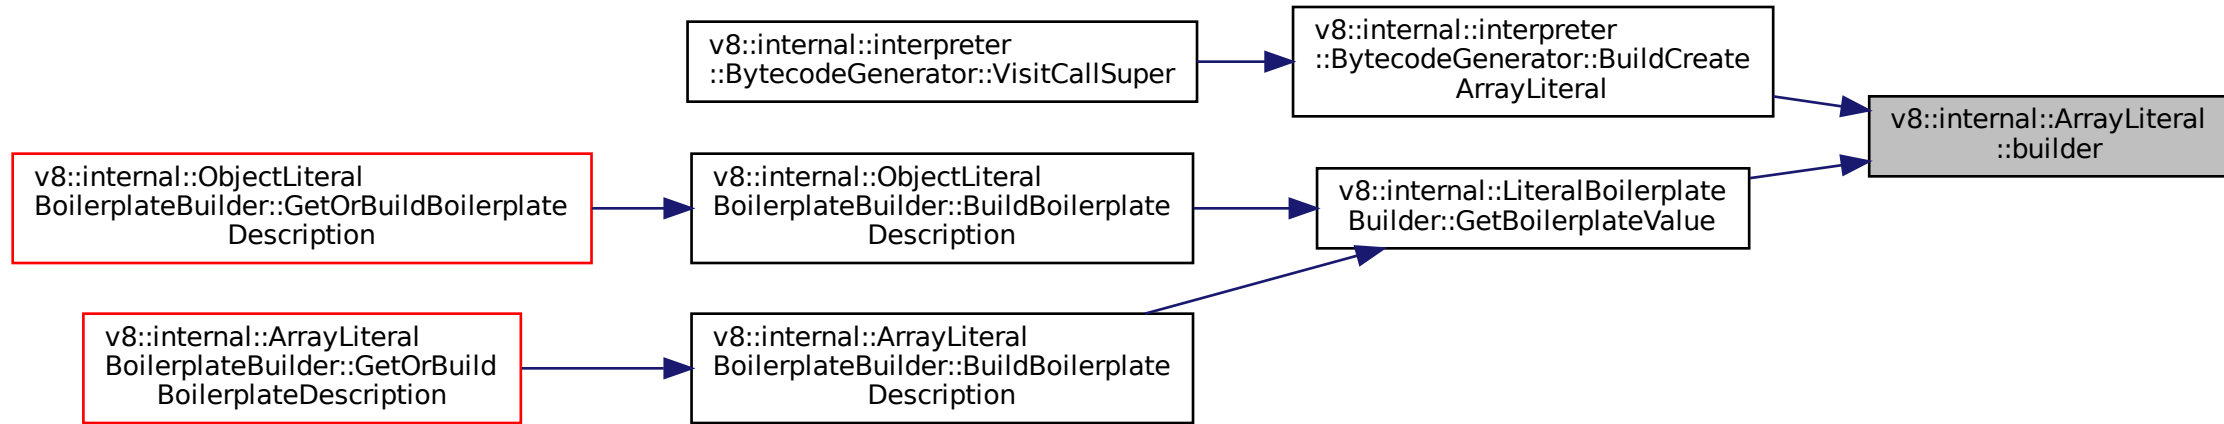 v8::internal::interpreter
::BytecodeGenerator::VisitCallSuper
v8::internal::interpreter
::BytecodeGenerator::BuildCreate
ArrayLiteral
v8::internal::ArrayLiteral
::builder
v8::internal::ObjectLiteral
BoilerplateBuilder::GetOrBuildBoilerplate
Description
v8::internal::ObjectLiteral
BoilerplateBuilder::BuildBoilerplate
Description
v8::internal::LiteralBoilerplate
Builder::GetBoilerplateValue
v8::internal::ArrayLiteral
BoilerplateBuilder::GetOrBuild
BoilerplateDescription
v8::internal::ArrayLiteral
BoilerplateBuilder::BuildBoilerplate
Description